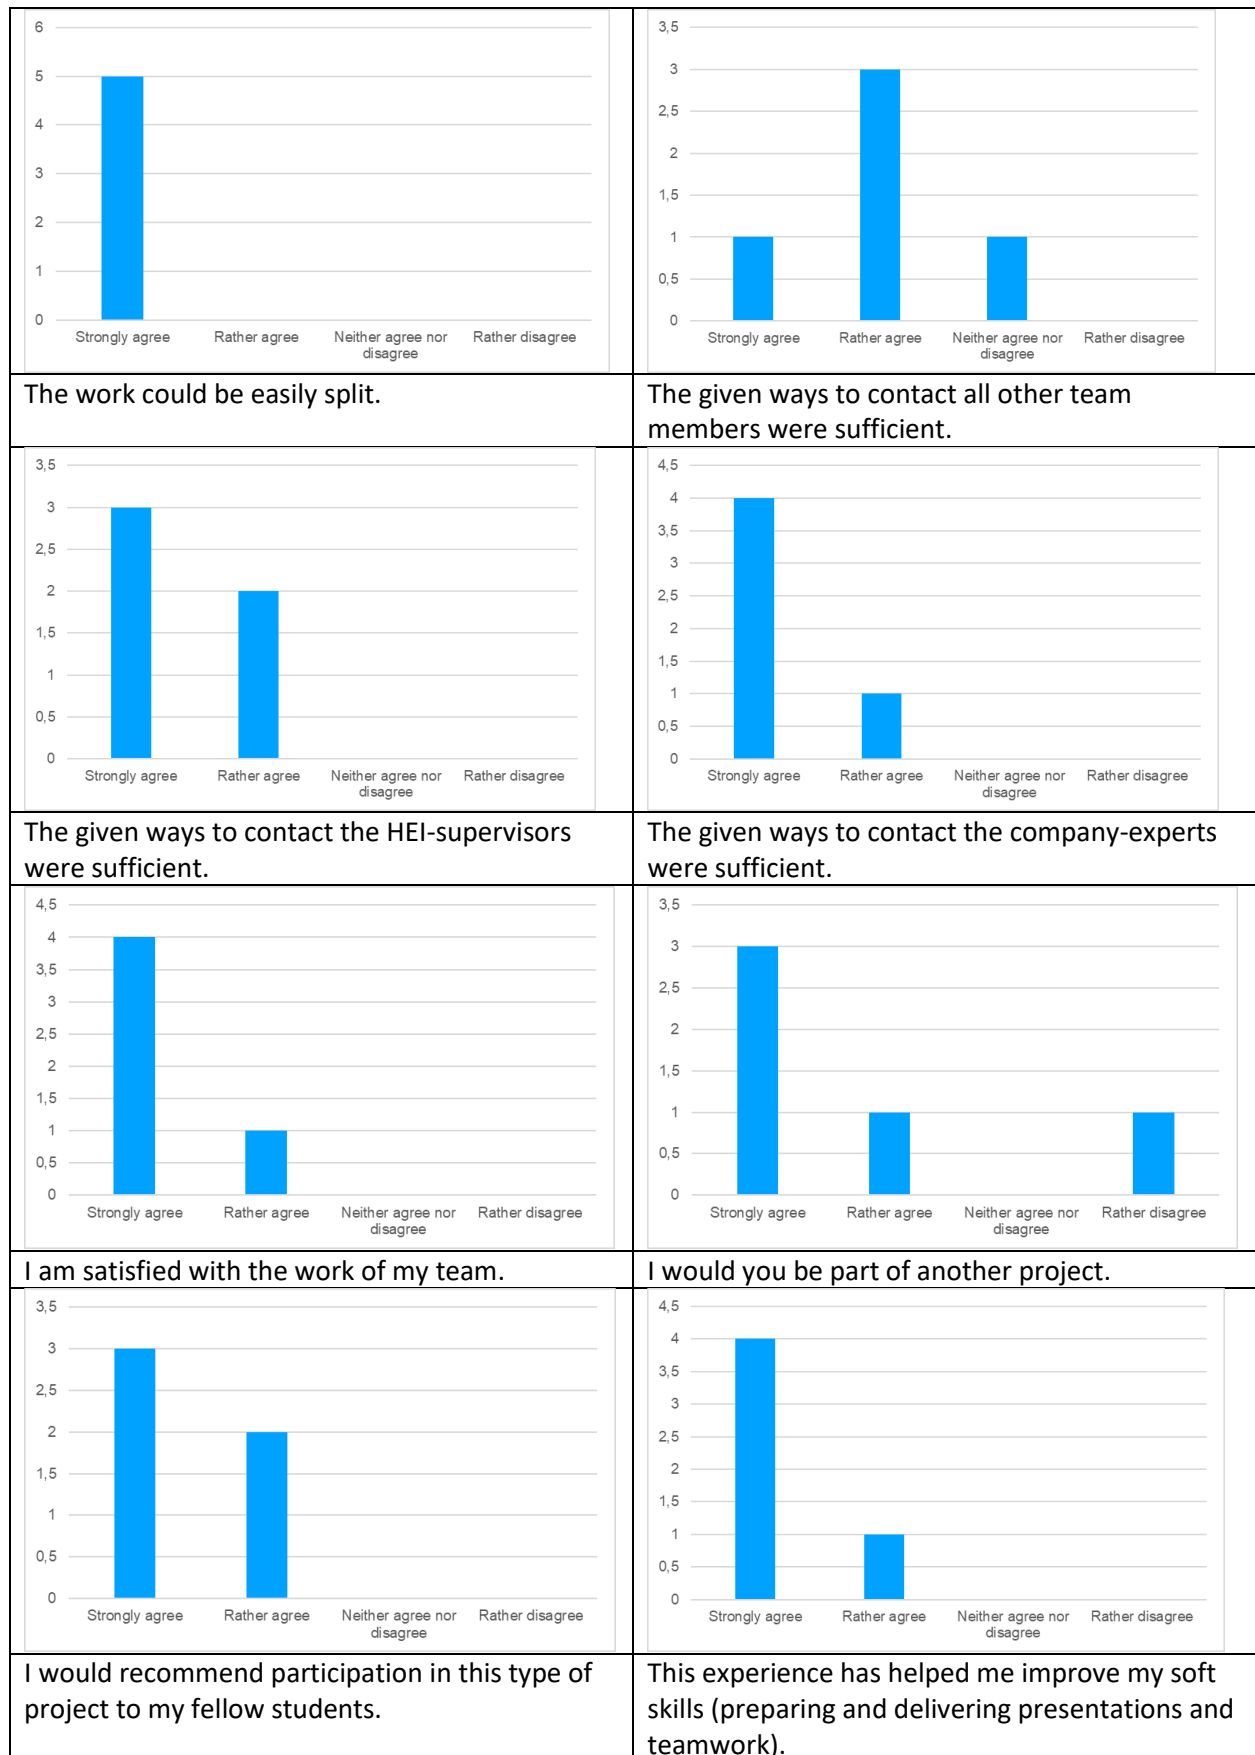 6
5
4
3
2
1
0
Strongly agree Rather agree Neither agree nor Rather disagree
disagree
The work could be easily split.
3,5
3
2,5
2
1,5
1
0,5
0
Strongly agree Rather agree Neither agree nor Rather disagree
disagree
The given ways to contact all other team
members were sufficient.
3,5
3
2,5
2
1,5
1
0,5
0
Strongly agree Rather agree Neither agree nor Rather disagree
disagree
The given ways to contact the HEI-supervisors
were sufficient.
4,5
4
3,5
3
2,5
2
1,5
1
0,5
0
Strongly agree Rather agree Neither agree nor Rather disagree
disagree
The given ways to contact the company-experts
were sufficient.
4,5
4
3,5
3
2,5
2
1,5
1
0,5
0
Strongly agree Rather agree Neither agree nor Rather disagree
disagree
I am satisfied with the work of my team.
3,5
3
2,5
2
1,5
1
0,5
0
Strongly agree Rather agree Neither agree nor Rather disagree
disagree
I would you be part of another project.
3,5
3
2,5
2
1,5
1
0,5
0
Strongly agree Rather agree Neither agree nor Rather disagree
disagree
I would recommend participation in this type of
project to my fellow students.
4,5
4
3,5
3
2,5
2
1,5
1
0,5
0
Strongly agree Rather agree Neither agree nor Rather disagree
disagree
This experience has helped me improve my soft
skills (preparing and delivering presentations and
teamwork).